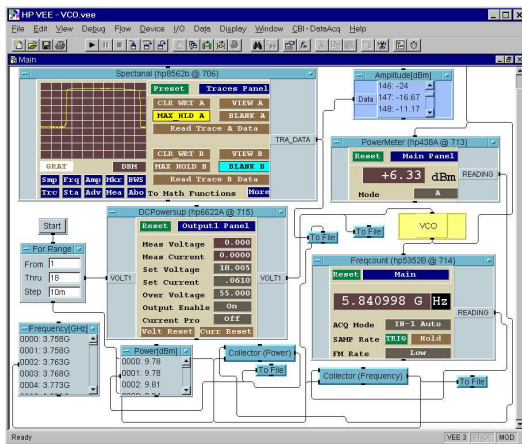 HP VEE - VCO.vee
File Edit View Debug Flow Device I/O Data Display Window CBI-DataAcq Help
Main
Spectanal (hp8562b @ 706)
Preset Traces Panel
CLR WRT A VIEW A
MAX HLD A BLANK A
Read Trace A Data
CLR WRT B VIEW B
MAX HOLD B BLANK B
Read Trace B Data
GRAT DBM
Smp Frq Amp Mkr BWS
Trc Sta Adv Mea Abo To Math Functions More
TRA_DATA
Amplitude[dBm]
Data
146: -24
147: -16.67
148: -11.17
PowerMeter (hp438A @ 713)
Reset Main Panel
+6.33 dBm
Mode A
READING
Start
For Range
From 1
Thru 18
Step 10m
DCPowersup (hp6622A @ 715)
Reset Output1 Panel
Meas Voltage 0.000
Meas Current 0.0000
Set Voltage 18.005
Set Current .0610
Over Voltage 55.000
Output Enable On
Current Pro Off
Volt Reset Curr Reset
VOLT1
VOLT1
To File
To File
VCO
Freqcount (hp5352B @ 714)
Reset Main
5.840998 G Hz
ACQ Mode IN-1 Auto
SAMP Rate TRIG Hold
FM Rate Low
READING
Frequency[GHz]
0000: 3.758G
0001: 3.758G
0002: 3.763G
0003: 3.768G
0004: 3.773G
Power[dBm]
0000: 9.78
0001: 9.78
0002: 9.81
Collector (Power)
To File
Collector (Frequency)
To File
Ready
VEE 3 PROF MOD